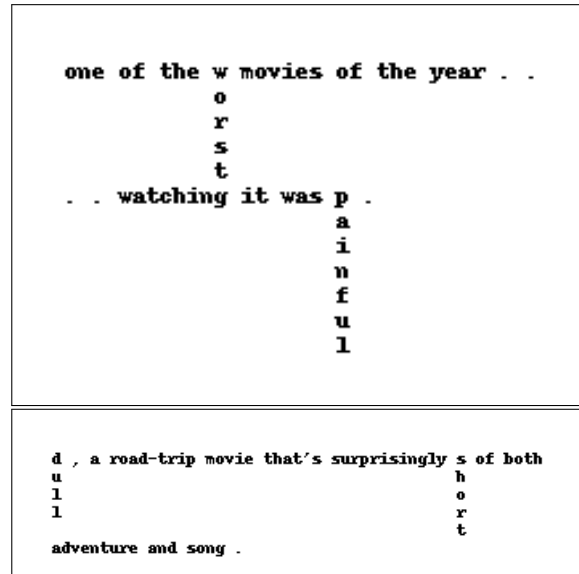 one of the w movies of the year . .
o
r
s
t
. . watching it was p .
a
i
n
f
u
l
d , a road-trip movie that's surprisingly s of both
u h
l o
l r
t
adventure and song .